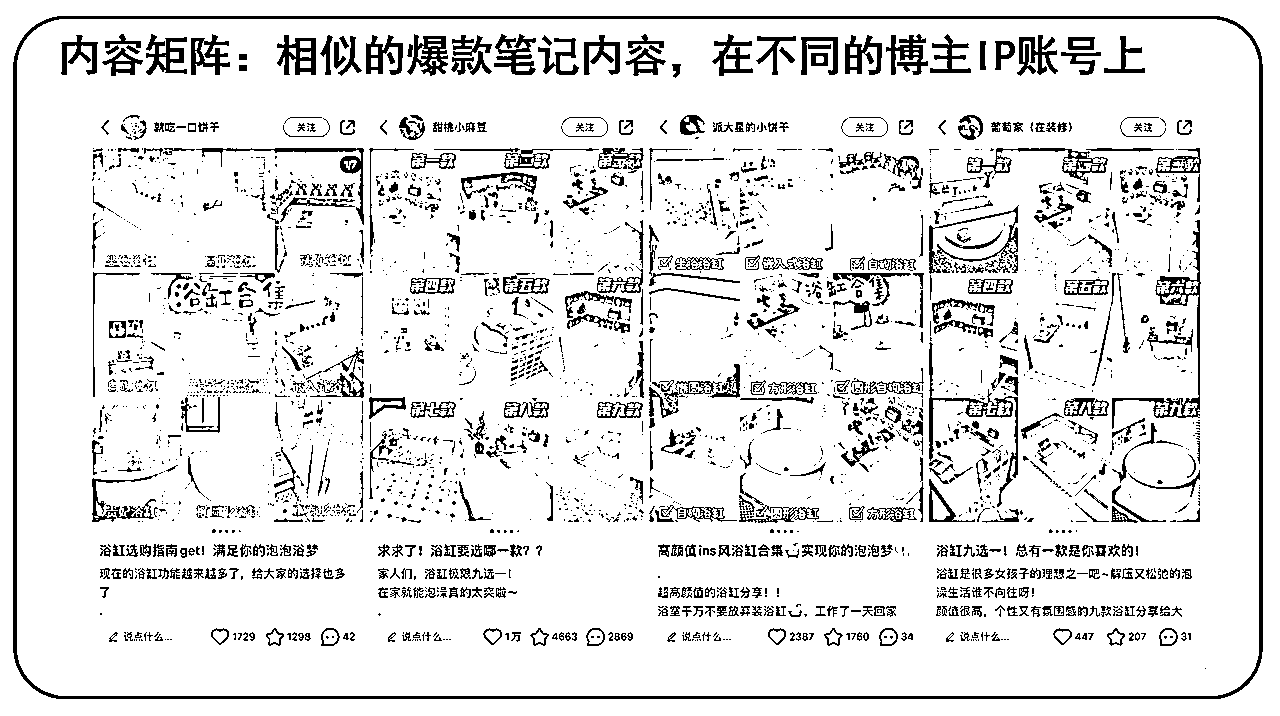 内容矩阵：相似的爆款笔记内容，在不同的博主IP账号上
就吃一口饼干
关注
浴缸合集
浴缸选购指南get！满足你的泡泡浴梦
现在的浴缸功能越来越多了，给大家的选择也多
了
.
说点什么...
1729
1298
42
甜桃小麻豆
关注
第一款
第二款
第三款
第四款
第五款
第六款
第七款
第八款
第九款
求求了！浴缸要选哪一款？？
家人们，浴缸极限九选一！
在家就能泡澡真的太爽啦～
.
说点什么...
1万
4663
2869
派大星的小饼干
关注
嵌入式浴缸
自砌浴缸
浴缸合集
椭圆浴缸
方形浴缸
自砌浴缸
圆形浴缸
方形浴缸
高颜值ins风浴缸合集🛁实现你的泡泡梦
.
超高颜值的浴缸分享！！
浴室千万不要放弃装浴缸🛁，工作了一天回家
说点什么...
2387
1760
34
葡萄家（在装修）
关注
第一款
第二款
第三款
第四款
第五款
第六款
第七款
第八款
第九款
浴缸九选一！总有一款是你喜欢的！
浴缸是很多女孩子的理想之一吧~解压又松弛的泡
澡生活谁不向往呀！
颜值很高，个性又有氛围感的九款浴缸分享给大
说点什么...
447
207
31